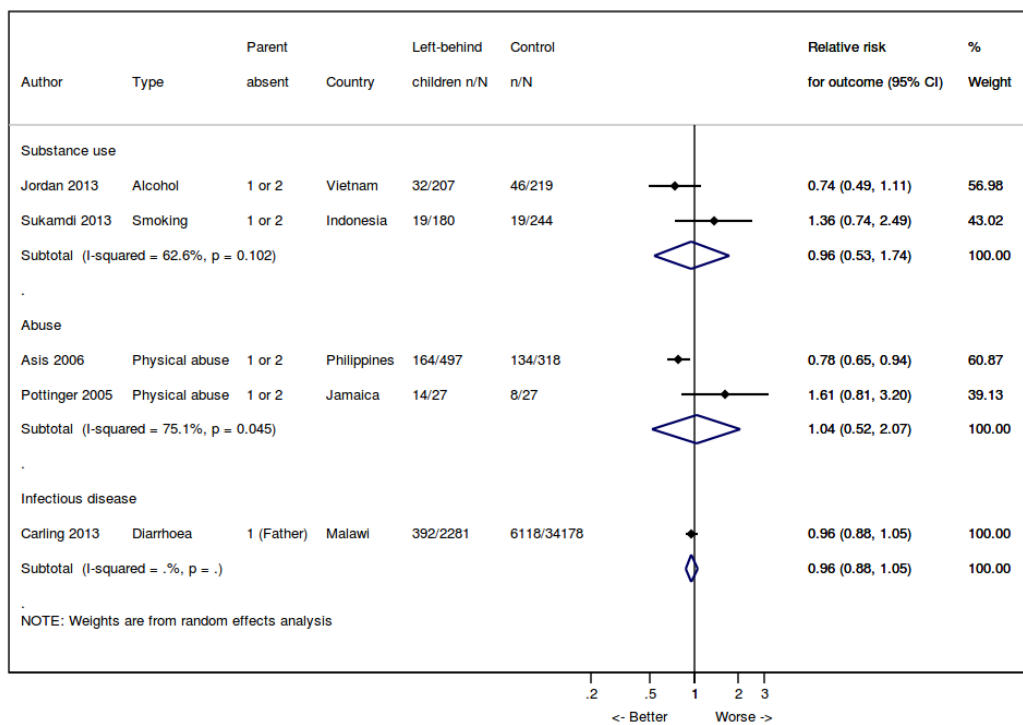 Parent Left-behind Control Relative risk %
Author Type absent Country children n/N n/N for outcome (95% CI) Weight
Substance use
Jordan 2013 Alcohol 1 or 2 Vietnam 32/207 46/219 0.74 (0.49, 1.11) 56.98
Sukamdi 2013 Smoking 1 or 2 Indonesia 19/180 19/244 1.36 (0.74, 2.49) 43.02
Subtotal (I-squared = 62.6%, p = 0.102) 0.96 (0.53, 1.74) 100.00
.
Abuse
Asis 2006 Physical abuse 1 or 2 Philippines 164/497 134/318 0.78 (0.65, 0.94) 60.87
Pottinger 2005 Physical abuse 1 or 2 Jamaica 14/27 8/27 1.61 (0.81, 3.20) 39.13
Subtotal (I-squared = 75.1%, p = 0.045) 1.04 (0.52, 2.07) 100.00
.
Infectious disease
Carling 2013 Diarrhoea 1 (Father) Malawi 392/2281 6118/34178 0.96 (0.88, 1.05) 100.00
Subtotal (I-squared = .%, p = .) 0.96 (0.88, 1.05) 100.00
.
NOTE: Weights are from random effects analysis
.2 .5 1 2 3
<- Better Worse ->